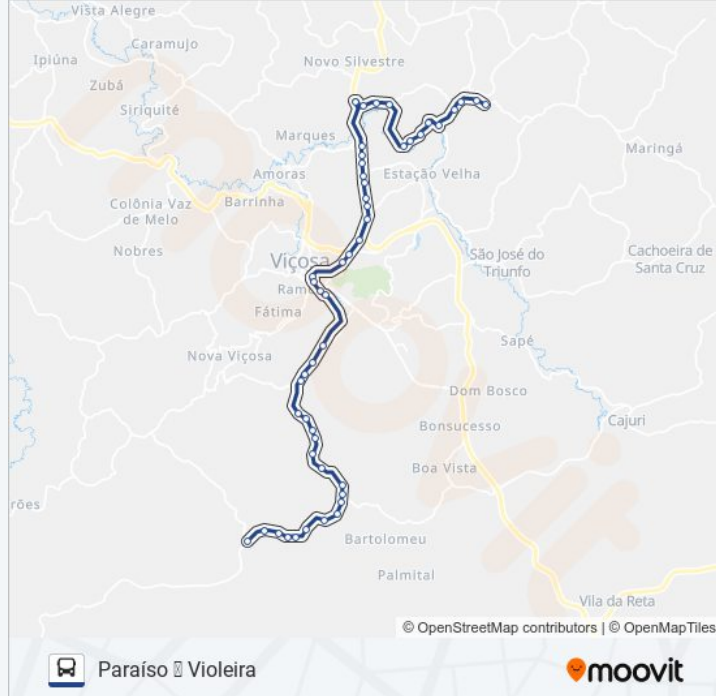 Vista Alegre
Caramujo
Ipiúna
Novo Silvestre
Zubá
Siriquité
Marques
Maringá
Amoras
Estação Velha
Barrinha
Colônia Vaz
de Melo
Nobres
São José do
Triunfo
Cachoeira de
Santa Cruz
Viçosa
Ramo
Fátima
Sapé
Nova Viçosa
Dom Bosco
Bonsucesso
Cajuri
Boa Vista
rões
Bartolomeu
Palmital
Vila da Reta
moovit
© OpenStreetMap contributors | © OpenMapTiles
Paraíso Violeira
moovit